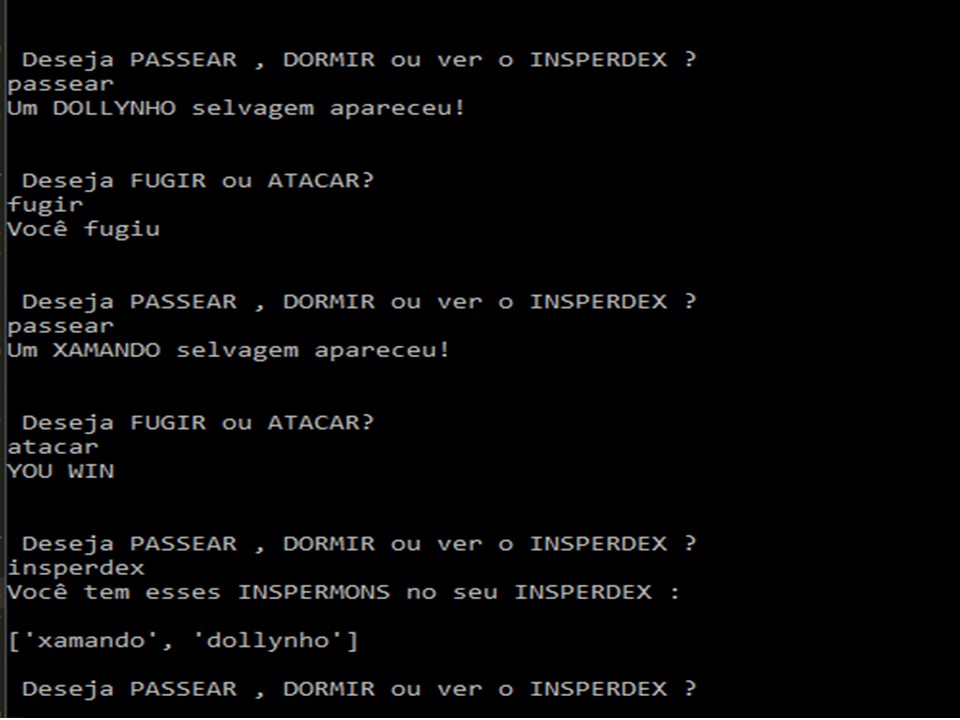 Deseja PASSEAR , DORMIR ou ver o INSPERDEX ?
passear
Um DOLLYNHO selvagem apareceu!
Deseja FUGIR ou ATACAR?
fugir
Você fugiu
Deseja PASSEAR , DORMIR ou ver o INSPERDEX ?
passear
Um XAMANDO selvagem apareceu!
Deseja FUGIR ou ATACAR?
atacar
YOU WIN
Deseja PASSEAR , DORMIR ou ver o INSPERDEX ?
insperdex
Você tem esses INSPERMONS no seu INSPERDEX :
['xamando', 'dollynho']
Deseja PASSEAR , DORMIR ou ver o INSPERDEX ?